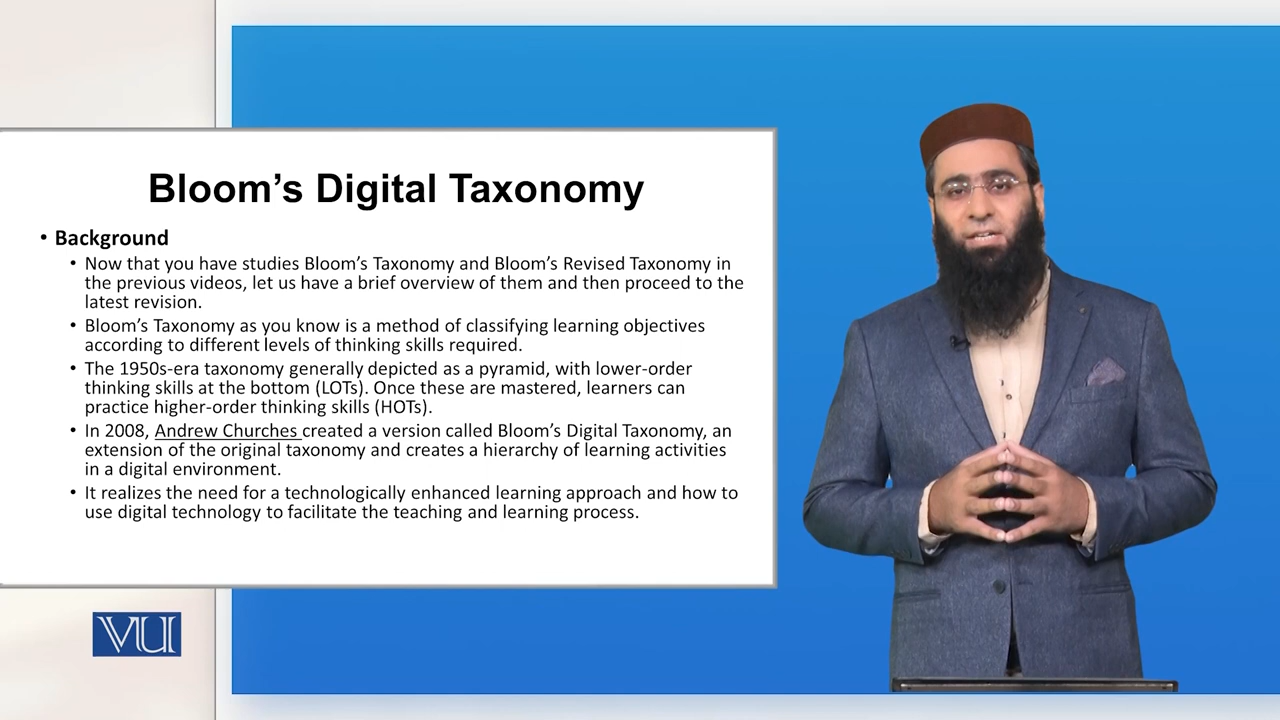 Bloom’s Digital Taxonomy
• Background
• Now that you have studies Bloom’s Taxonomy and Bloom’s Revised Taxonomy in
the previous videos, let us have a brief overview of them and then proceed to the
latest revision.
• Bloom’s Taxonomy as you know is a method of classifying learning objectives
according to different levels of thinking skills required.
• The 1950s-era taxonomy generally depicted as a pyramid, with lower-order
thinking skills at the bottom (LOTs). Once these are mastered, learners can
practice higher-order thinking skills (HOTs).
• In 2008, Andrew Churches created a version called Bloom’s Digital Taxonomy, an
extension of the original taxonomy and creates a hierarchy of learning activities
in a digital environment.
• It realizes the need for a technologically enhanced learning approach and how to
use digital technology to facilitate the teaching and learning process.
VU